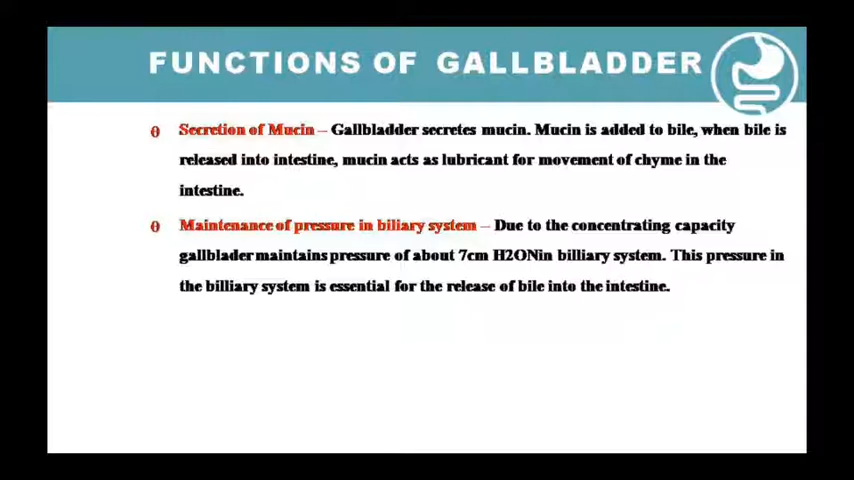 FUNCTIONS OF GALLBLADDER
Secretion of Mucin – Gallbladder secretes mucin. Mucin is added to bile, when bile is
released into intestine, mucin acts as lubricant for movement of chyme in the
intestine.
Maintenance of pressure in biliary system – Due to the concentrating capacity
gallblader maintains pressure of about 7cm H2ONin billiary system. This pressure in
the billiary system is essential for the release of bile into the intestine.